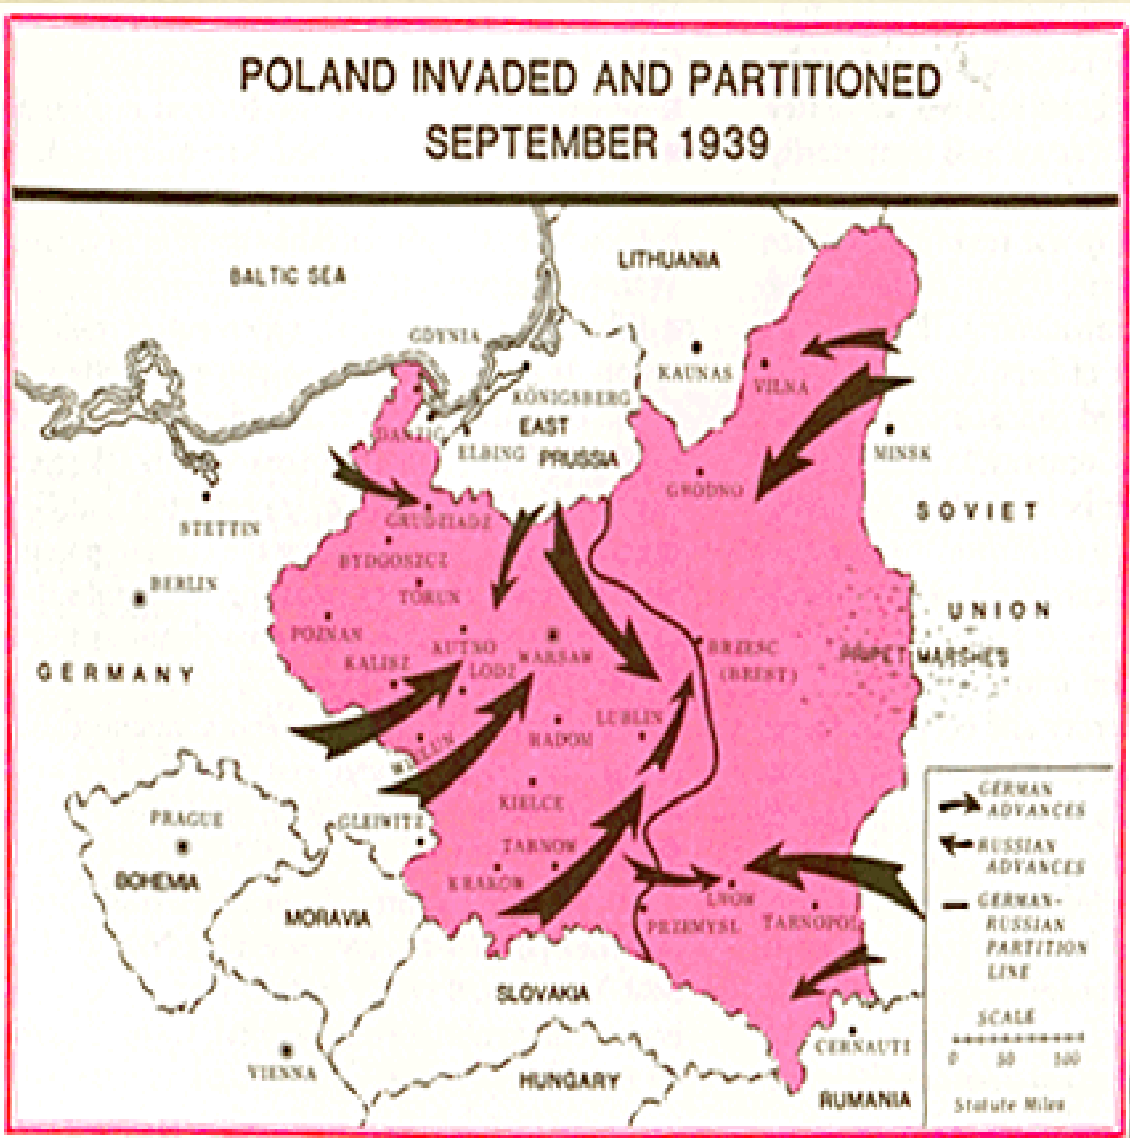 POLAND INVADED AND PARTITIONED
SEPTEMBER 1939
BALTIC SEA
LITHUANIA
GDYNIA
KAUNAS
VILNA
KÖNIGSBERG
EAST
PRUSSIA
DANZIG
ELBING
MINSK
GRODNO
SOVIET
STETTIN
GRUDZIADZ
BYDGOSZCZ
BERLIN
TORUN
UNION
POZNAN
KUTNO
WARSAW
BRZESC
(BREST)
PRIPET MARSHES
GERMANY
KALISZ
LODZ
LUBLIN
RADOM
WIELUN
KIELCE
PRAGUE
GLEIWITZ
TARNOW
BOHEMIA
KRAKOW
LWOW
MORAVIA
PRZEMYSL
TARNOPOL
SLOVAKIA
CERNAUTI
VIENNA
HUNGARY
RUMANIA
GERMAN
ADVANCES
RUSSIAN
ADVANCES
GERMAN-
RUSSIAN
PARTITION
LINE
SCALE
0 50 100
Statute Miles